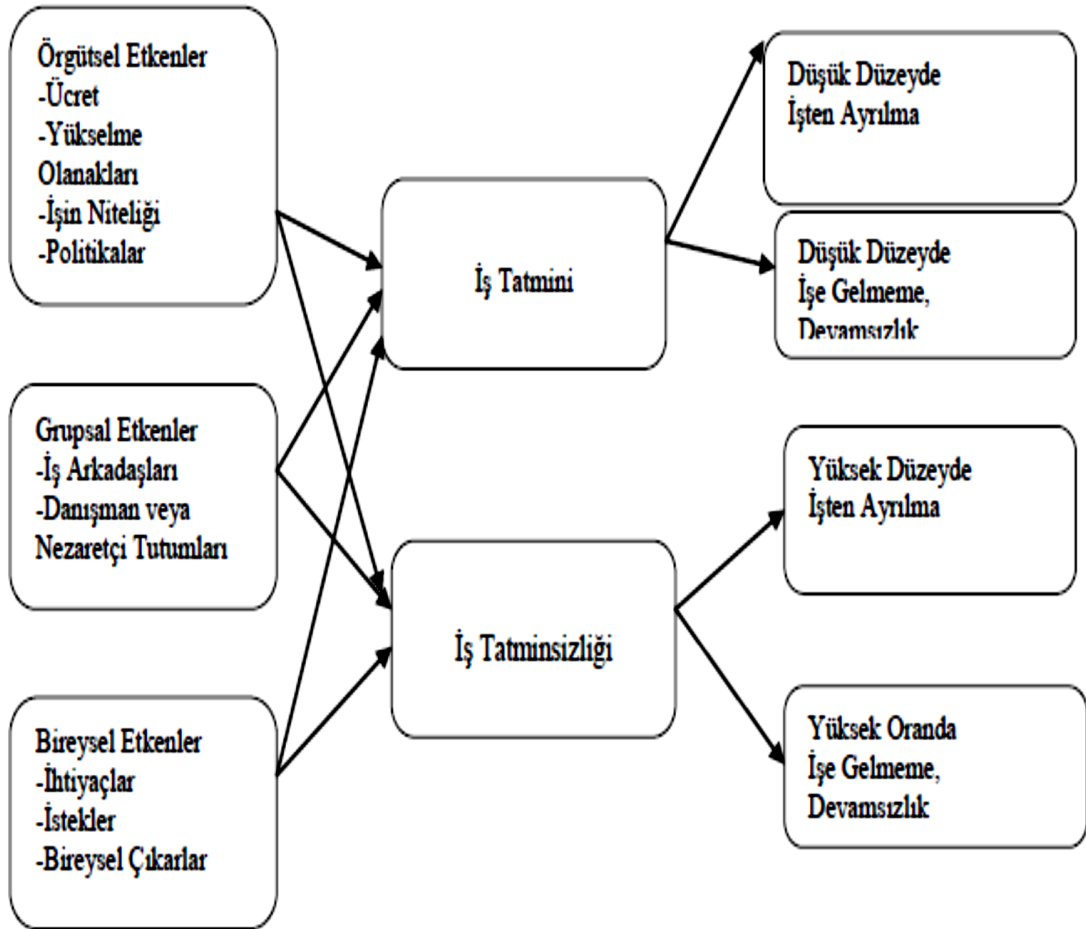 Örgütsel Etkenler
-Ücret
-Yükselme
Olanakları
-İşin Niteliği
-Politikalar
Grupsal Etkenler
-İş Arkadaşları
-Danışman veya
Nezaretçi Tutumları
Bireysel Etkenler
-İhtiyaçlar
-İstekler
-Bireysel Çıkarlar
İş Tatmini
İş Tatminsizliği
Düşük Düzeyde
İşten Ayrılma
Düşük Düzeyde
İşe Gelmeme,
Devamsızlık
Yüksek Düzeyde
İşten Ayrılma
Yüksek Oranda
İşe Gelmeme,
Devamsızlık